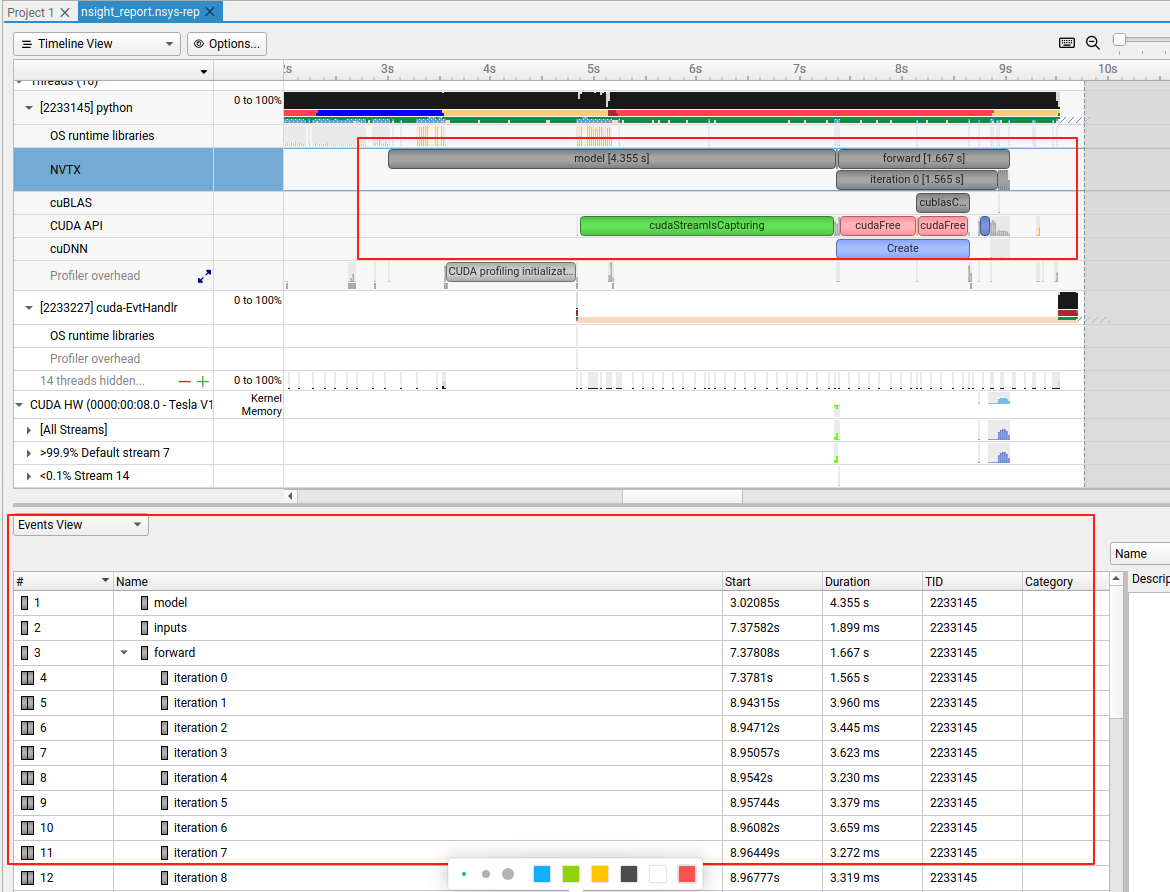 Project 1
nsight_report.nsys-rep
Timeline View
Options...
2s 3s 4s 5s 6s 7s 8s 9s 10s
Threads (16)
[2233145] python
0 to 100%
OS runtime libraries
NVTX
model [4.355 s]
forward [1.667 s]
iteration 0 [1.565 s]
cuBLAS
cublasC...
CUDA API
cudaStreamIsCapturing
cudaFree
cudaFree
cuDNN
Create
Profiler overhead
CUDA profiling initializat...
[2233227] cuda-EvtHandlr
0 to 100%
OS runtime libraries
Profiler overhead
14 threads hidden...
0 to 100%
CUDA HW (0000:00:08.0 - Tesla V1
Kernel
Memory
[All Streams]
>99.9% Default stream 7
<0.1% Stream 14
Events View
Name
# Name Start Duration TID Category
Descrip
1 model 3.02085s 4.355 s 2233145
2 inputs 7.37582s 1.899 ms 2233145
3 forward 7.37808s 1.667 s 2233145
4 iteration 0 7.3781s 1.565 s 2233145
5 iteration 1 8.94315s 3.960 ms 2233145
6 iteration 2 8.94712s 3.445 ms 2233145
7 iteration 3 8.95057s 3.623 ms 2233145
8 iteration 4 8.9542s 3.230 ms 2233145
9 iteration 5 8.95744s 3.379 ms 2233145
10 iteration 6 8.96082s 3.659 ms 2233145
11 iteration 7 8.96449s 3.272 ms 2233145
12 iteration 8 8.96777s 3.319 ms 2233145